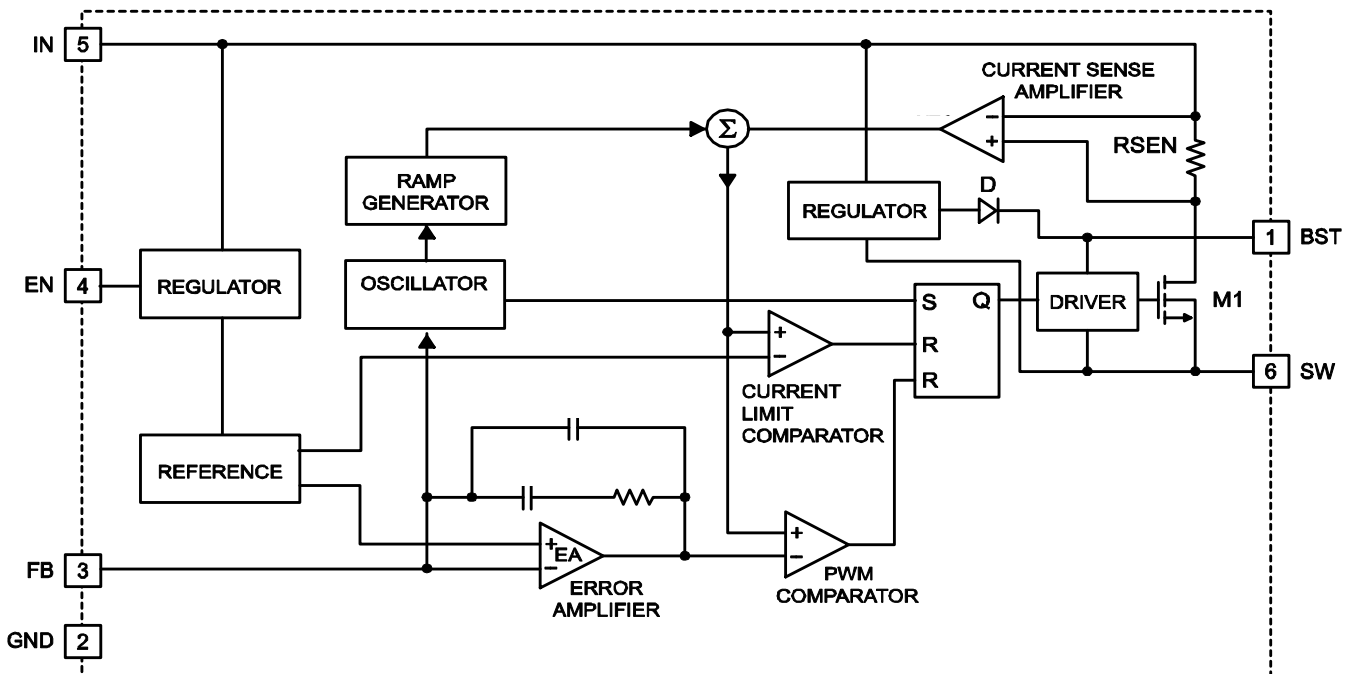 IN 5
CURRENT SENSE
AMPLIFIER
Σ
−
+
RSEN
RAMP
GENERATOR
D
REGULATOR
1 BST
EN 4
REGULATOR
OSCILLATOR
S Q
DRIVER
M1
+
−
R
R
6 SW
CURRENT
LIMIT
COMPARATOR
REFERENCE
+
EA
−
+
−
FB 3
ERROR
AMPLIFIER
PWM
COMPARATOR
GND 2